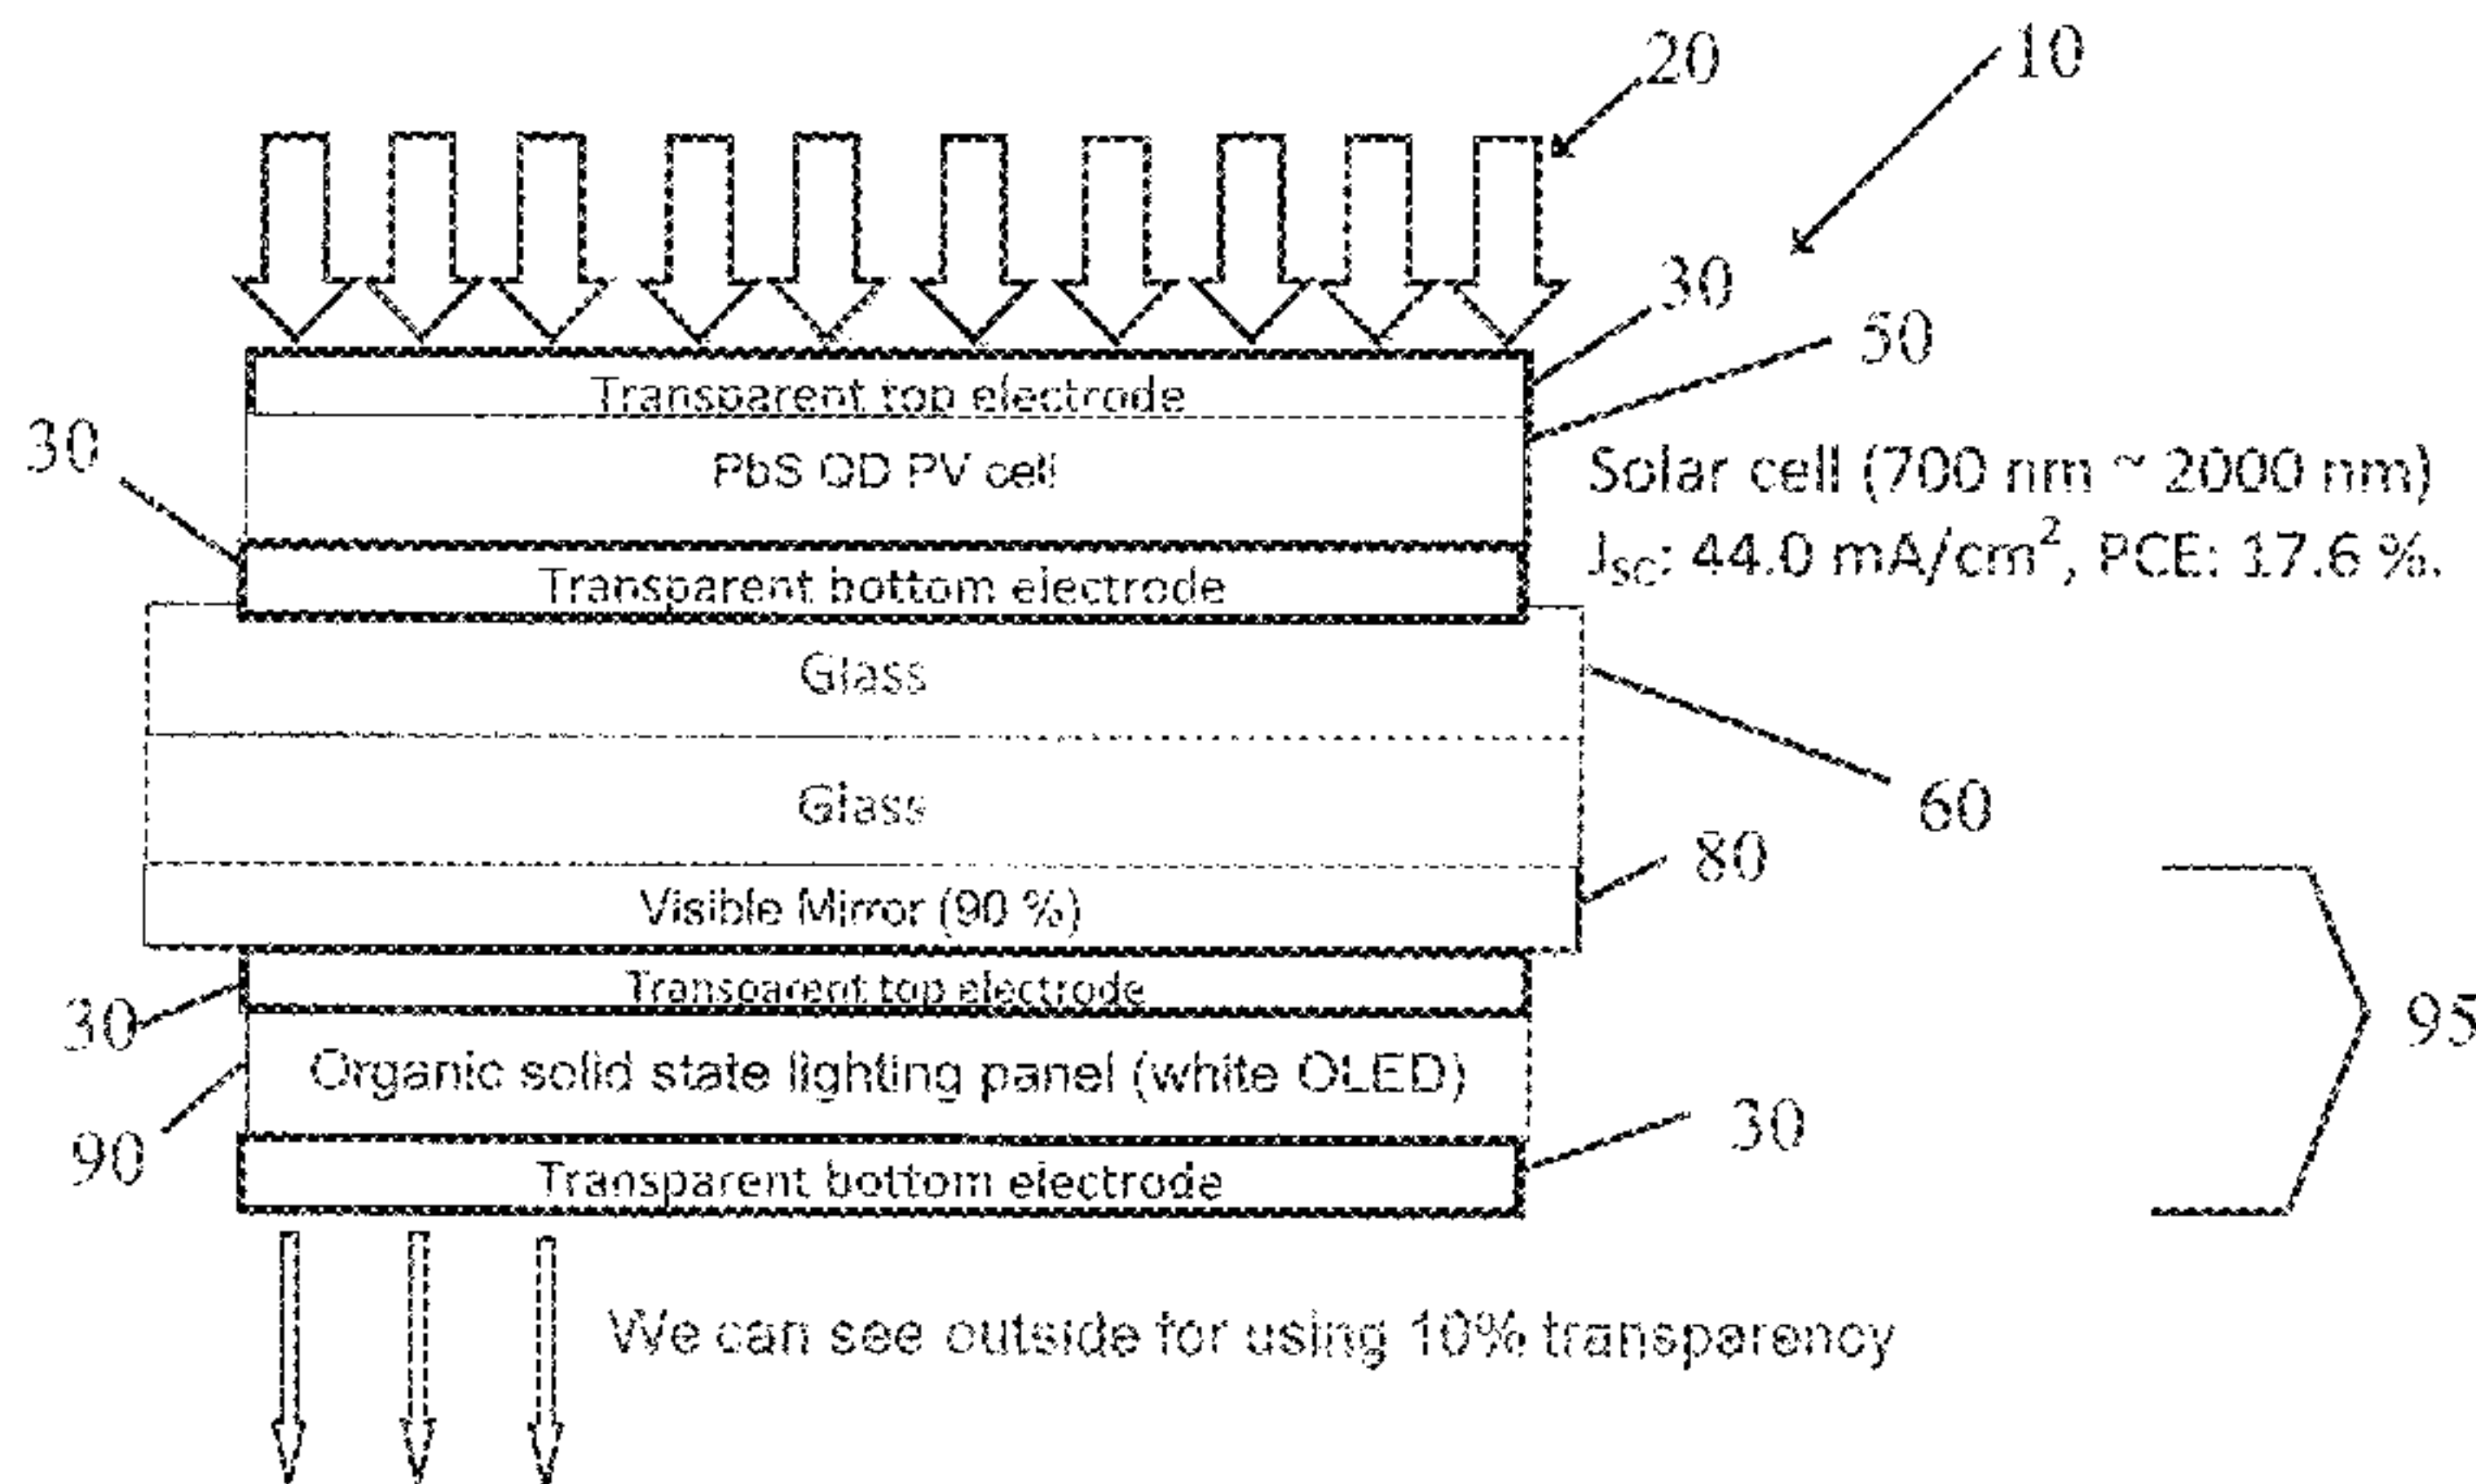 20
10
30
50
Transparent top electrode
30
PbS QD PV cell
Solar cell (700 nm ~ 2000 nm)
Jsc: 44.0 mA/cm², PCE: 17.6 %.
Transparent bottom electrode
Glass
60
Glass
80
Visible Mirror (90 %)
Transparent top electrode
30
95
Organic solid state lighting panel (white OLED)
90
30
Transparent bottom electrode
We can see outside for using 10% transparency